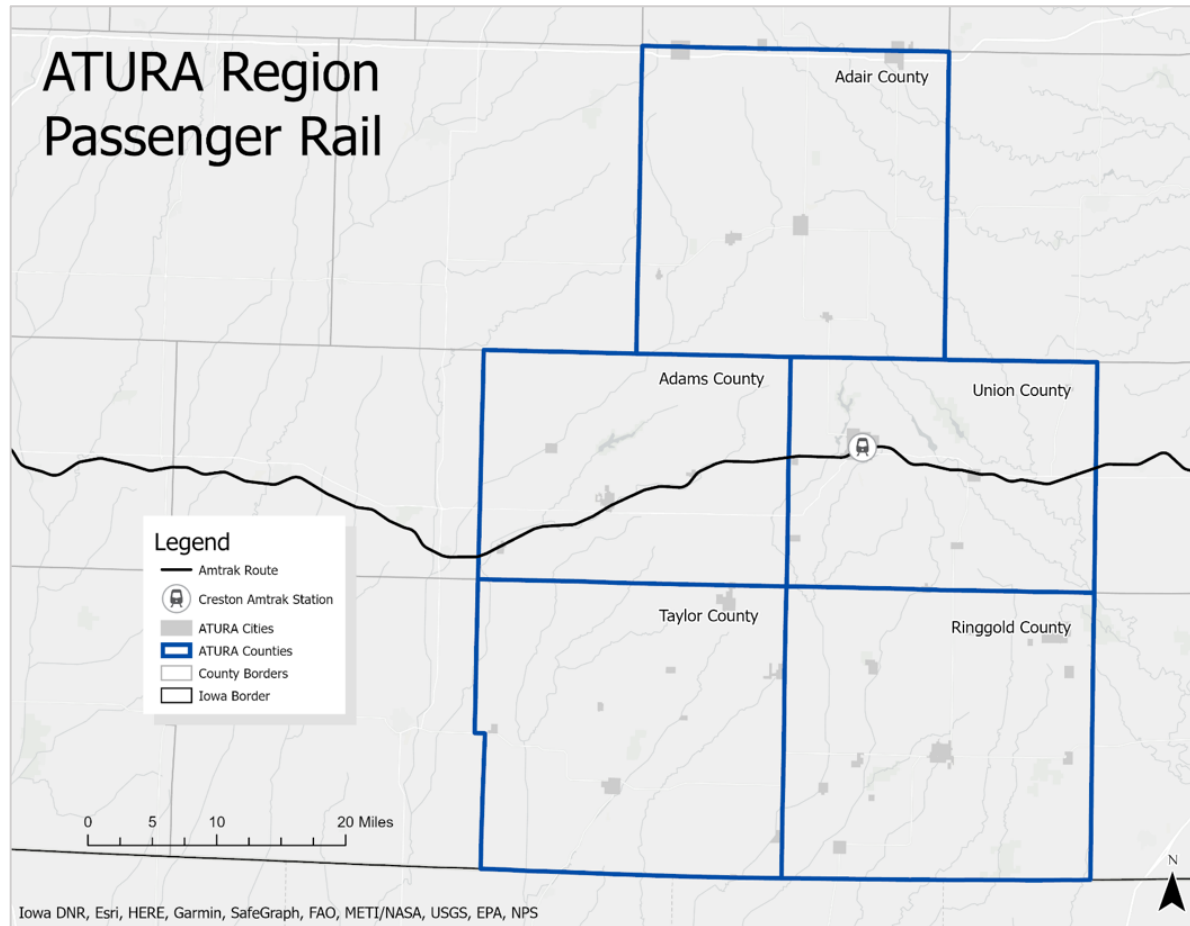 ATURA Region
Passenger Rail
Adair County
Adams County
Union County
Taylor County
Ringgold County
Legend
Amtrak Route
Creston Amtrak Station
ATURA Cities
ATURA Counties
County Borders
Iowa Border
0 5 10 20 Miles
N
Iowa DNR, Esri, HERE, Garmin, SafeGraph, FAO, METI/NASA, USGS, EPA, NPS